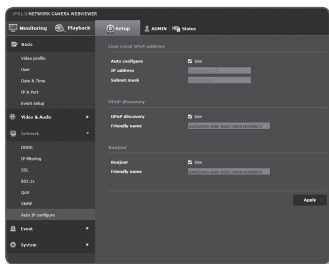 iPOLiS NETWORK CAMERA WEBVIEWER
Monitoring
Playback
Setup
ADMIN
Status
Basic
Video profile
User
Date & Time
IP & Port
Event setup
Video & Audio
Network
DDNS
IP filtering
SSL
802.1x
QoS
SNMP
Auto IP configure
Event
System
Link-Local IPv4 address
Auto configure
Use
IP address
Subnet mask
UPnP discovery
UPnP discovery
Use
Friendly name
Bonjour
Bonjour
Use
Friendly name
Apply